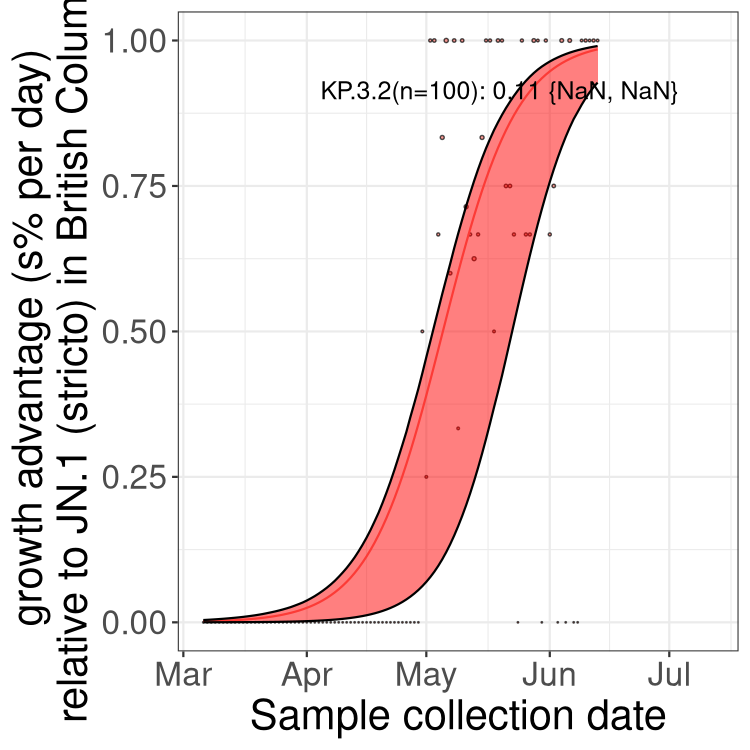 growth advantage (s% per day)
relative to JN.1 (stricto) in British Colum
1.00
0.75
0.50
0.25
0.00
KP.3.2(n=100): 0.11 {NaN, NaN}
Mar Apr May Jun Jul
Sample collection date